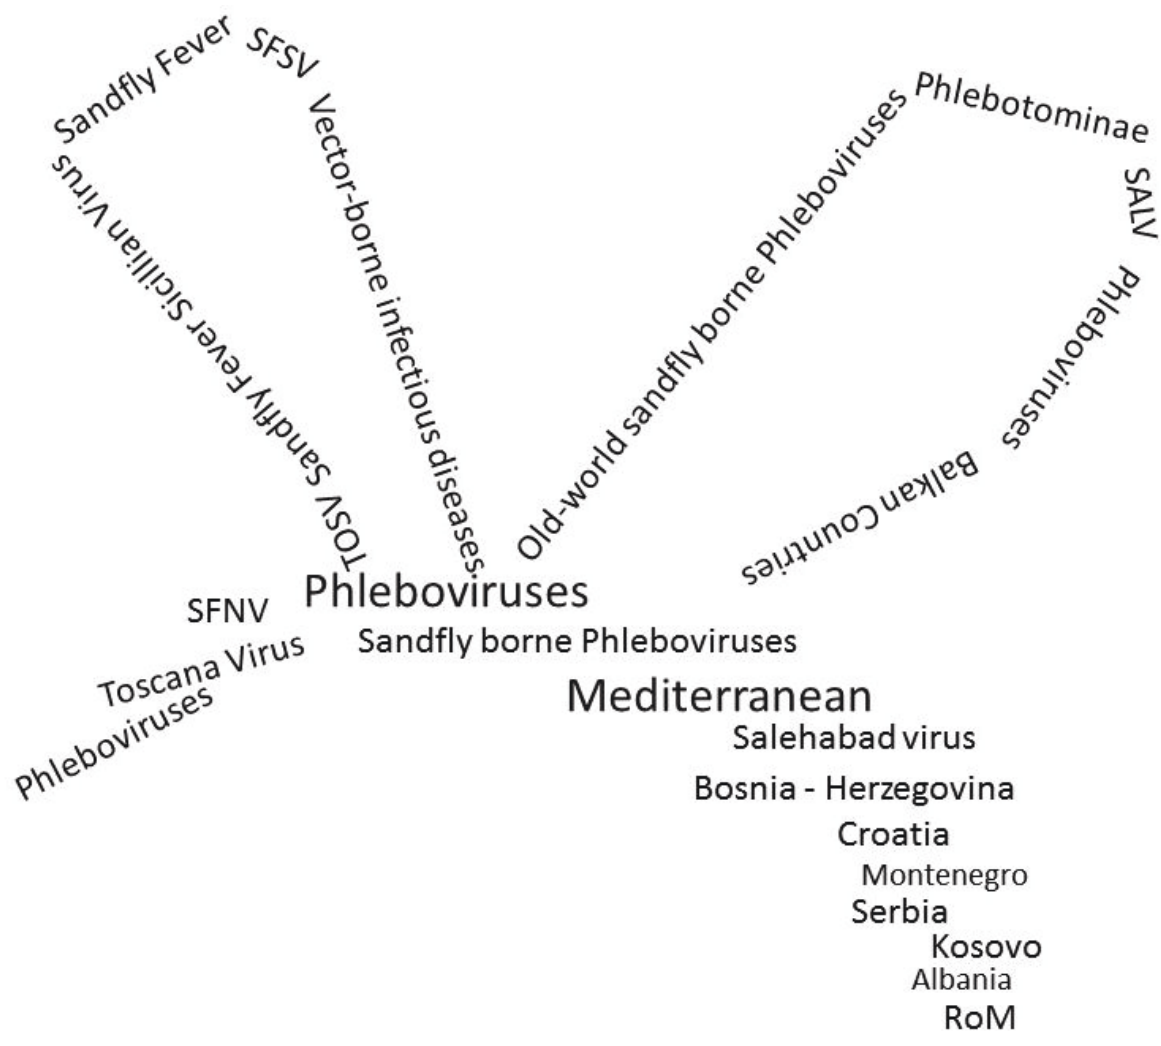 Sandfly Fever
SFSV
Vector-borne infectious diseases
TOSV Sandfly Fever Sicillian Virus
Old-world sandfly borne Phleboviruses
Phlebotominae
SALV
Phleboviruses
Balkan Countries
Phleboviruses
SFNV
Sandfly borne Phleboviruses
Toscana Virus
Phleboviruses
Mediterranean
Salehabad virus
Bosnia - Herzegovina
Croatia
Montenegro
Serbia
Kosovo
Albania
RoM